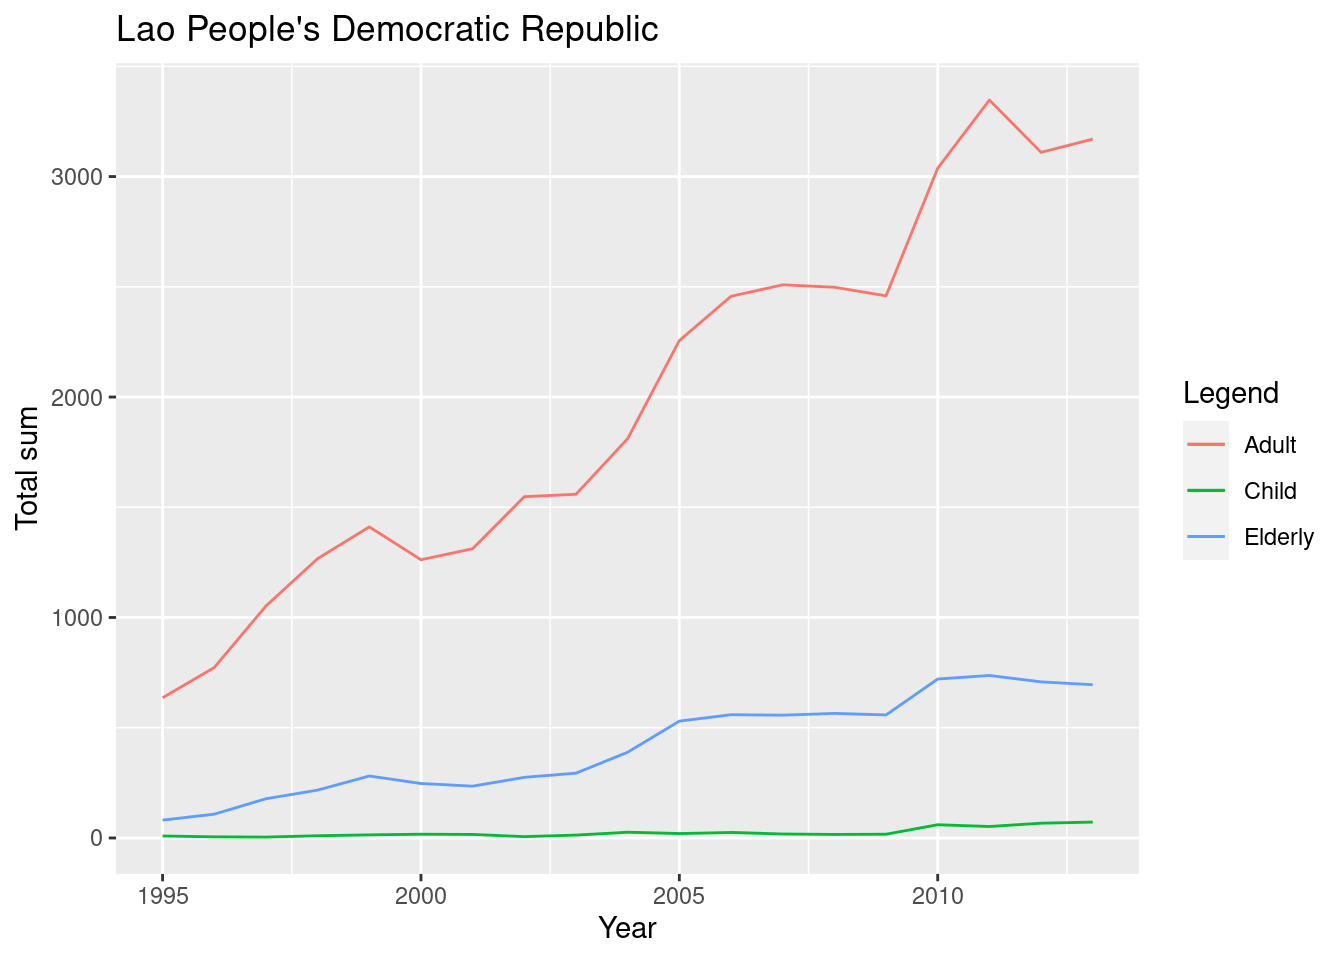 Lao People's Democratic Republic
3000
2000
1000
0
Total sum
1995 2000 2005 2010
Year
Legend
Adult
Child
Elderly